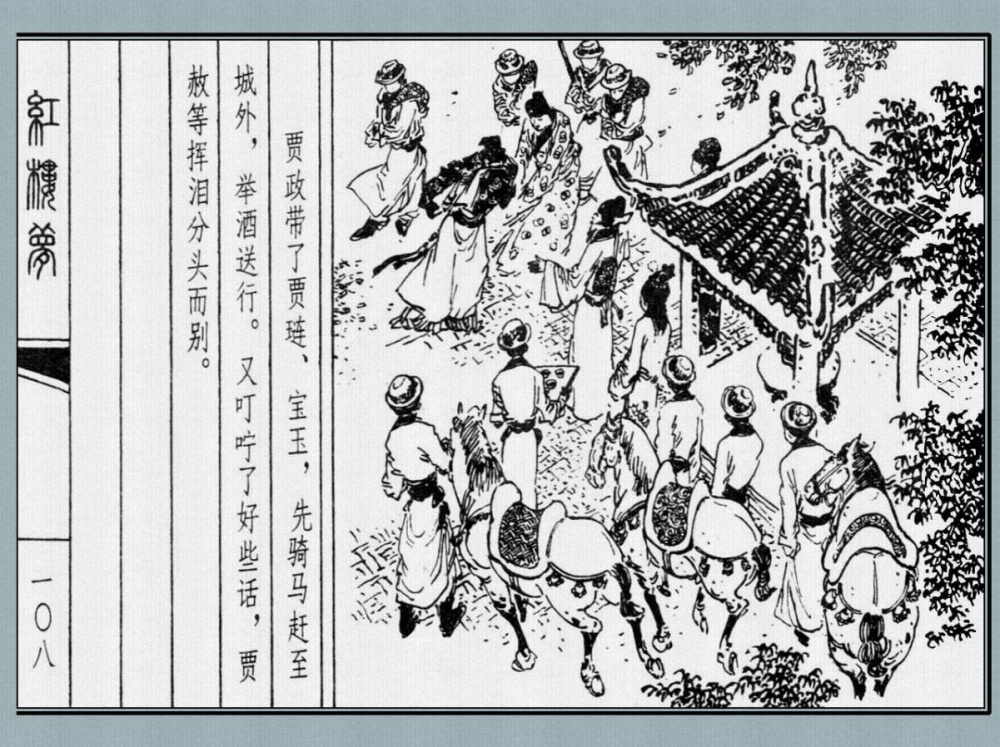 贾政带了贾琏、宝玉，先骑马赶至
城外，举酒送行。又叮咛了好些话，贾
赦等挥泪分头而别。
紅樓夢
一〇八